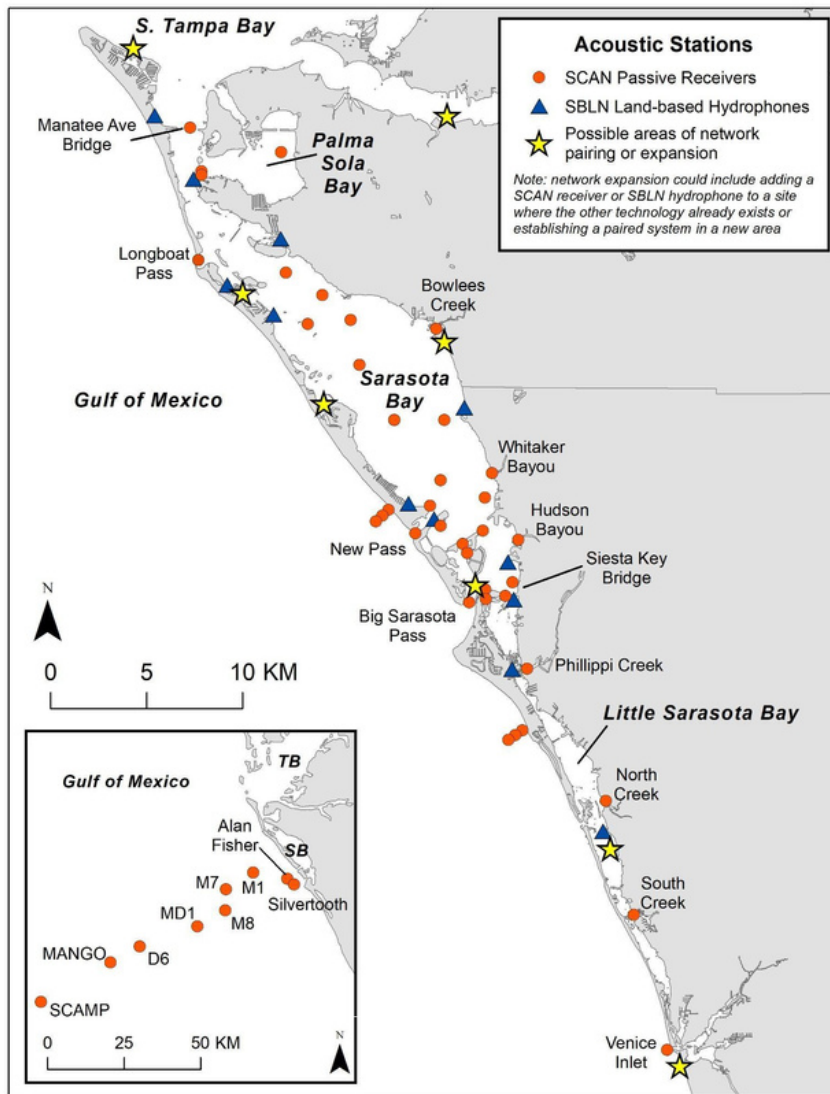 S. Tampa Bay
Acoustic Stations
SCAN Passive Receivers
SBLN Land-based Hydrophones
Possible areas of network
pairing or expansion
Note: network expansion could include adding a
SCAN receiver or SBLN hydrophone to a site
where the other technology already exists or
establishing a paired system in a new area
Manatee Ave
Bridge
Palma
Sola
Bay
Longboat
Pass
Bowlees
Creek
Gulf of Mexico
Sarasota
Bay
Whitaker
Bayou
Hudson
Bayou
New Pass
Siesta Key
Bridge
N
Big Sarasota
Pass
0 5 10 KM
Phillippi Creek
Little Sarasota Bay
North
Creek
South
Creek
Venice
Inlet
Gulf of Mexico
TB
Alan
Fisher
SB
M7
M1
Silvertooth
MD1
M8
MANGO
D6
SCAMP
0 25 50 KM
N